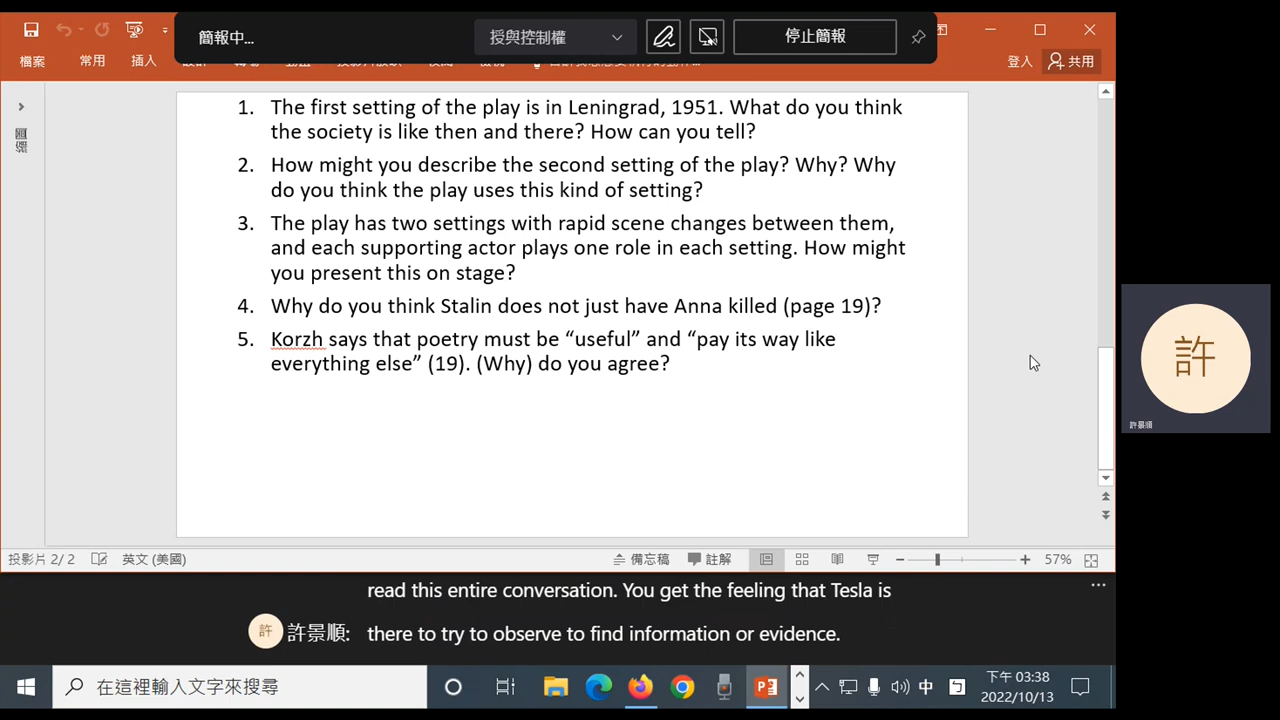 簡報中...
授與控制權
停止簡報
檔案
常用
插入
登入
共用
1. The first setting of the play is in Leningrad, 1951. What do you think
the society is like then and there? How can you tell?
2. How might you describe the second setting of the play? Why? Why
do you think the play uses this kind of setting?
3. The play has two settings with rapid scene changes between them,
and each supporting actor plays one role in each setting. How might
you present this on stage?
4. Why do you think Stalin does not just have Anna killed (page 19)?
5. Korzh says that poetry must be “useful” and “pay its way like
everything else” (19). (Why) do you agree?
許
許景順
投影片 2/2
英文 (美國)
備忘稿
註解
57%
read this entire conversation. You get the feeling that Tesla is
許
許景順:
there to try to observe to find information or evidence.
在這裡輸入文字來搜尋
中
下午 03:38
2022/10/13